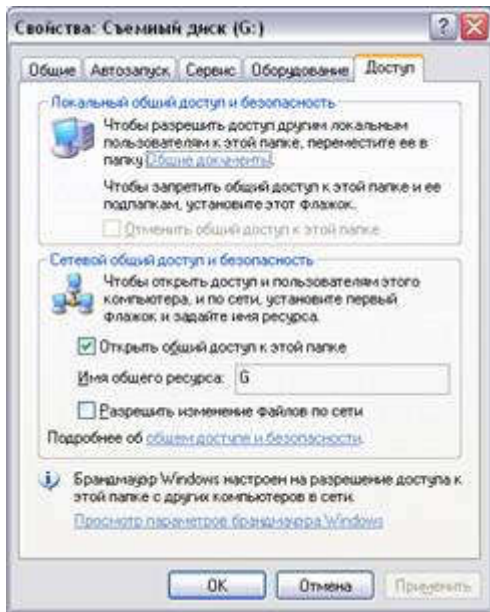 Свойства: Съемный диск (G:)
Общие Автозапуск Сервис Оборудование Доступ
Локальный общий доступ и безопасность
Чтобы разрешить доступ другим локальным
пользователям к этой папке, переместите ее в
папку Общие документы.
Чтобы запретить общий доступ к этой папке и ее
подпапкам, установите этот флажок.
Отменить общий доступ к этой папке
Сетевой общий доступ и безопасность
Чтобы открыть доступ и пользователям этого
компьютера, и по сети, установите первый
флажок и задайте имя ресурса.
Открыть общий доступ к этой папке
Имя общего ресурса: G
Разрешить изменение файлов по сети
Подробнее об общем доступе и безопасности.
Брандмауэр Windows настроен на разрешение доступа к
этой папке с других компьютеров в сети.
Просмотр параметров брандмауэра Windows
OK Отмена Применить